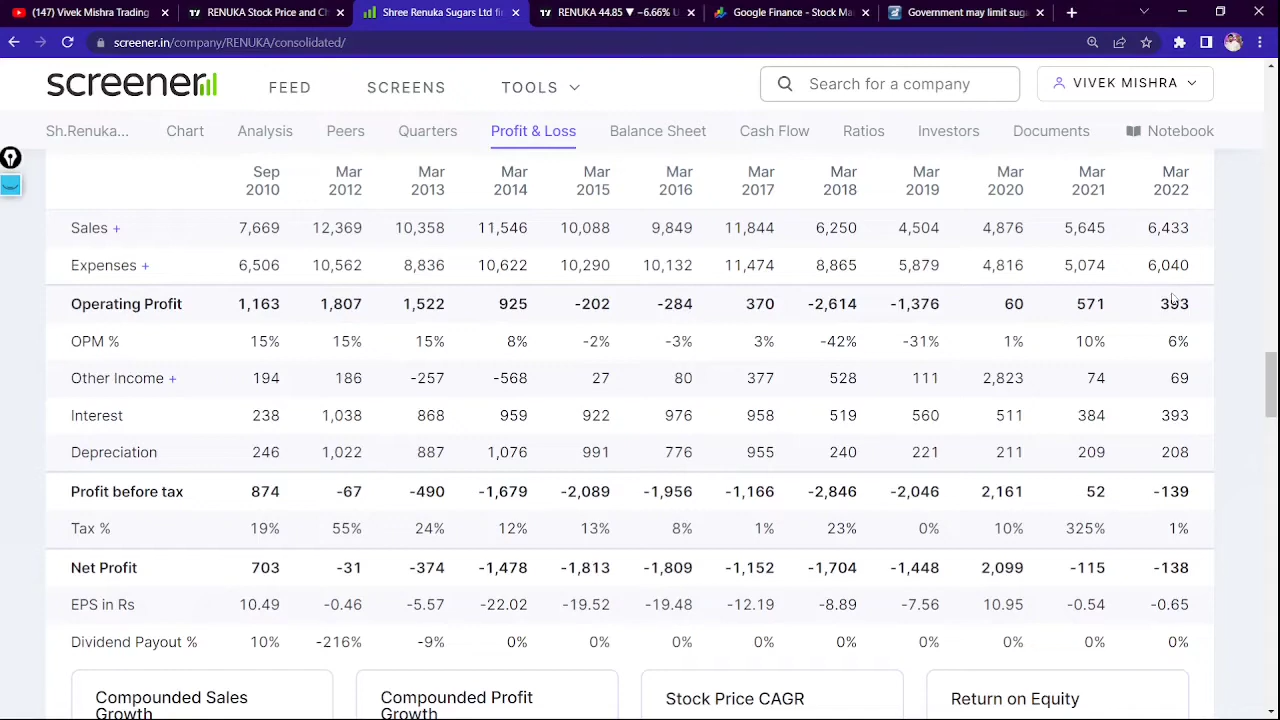 (147) Vivek Mishra Trading
RENUKA Stock Price and Ch
Shree Renuka Sugars Ltd fin
RENUKA 44.85 ▼ −6.66% U
Google Finance - Stock Ma
Government may limit sug
screener.in/company/RENUKA/consolidated/
screener FEED SCREENS TOOLS Search for a company VIVEK MISHRA
Sh.Renuka... Chart Analysis Peers Quarters Profit & Loss Balance Sheet Cash Flow Ratios Investors Documents Notebook
Sep Mar Mar Mar Mar Mar Mar Mar Mar Mar Mar Mar
2010 2012 2013 2014 2015 2016 2017 2018 2019 2020 2021 2022
Sales + 7,669 12,369 10,358 11,546 10,088 9,849 11,844 6,250 4,504 4,876 5,645 6,433
Expenses + 6,506 10,562 8,836 10,622 10,290 10,132 11,474 8,865 5,879 4,816 5,074 6,040
Operating Profit 1,163 1,807 1,522 925 -202 -284 370 -2,614 -1,376 60 571 393
OPM % 15% 15% 15% 8% -2% -3% 3% -42% -31% 1% 10% 6%
Other Income + 194 186 -257 -568 27 80 377 528 111 2,823 74 69
Interest 238 1,038 868 959 922 976 958 519 560 511 384 393
Depreciation 246 1,022 887 1,076 991 776 955 240 221 211 209 208
Profit before tax 874 -67 -490 -1,679 -2,089 -1,956 -1,166 -2,846 -2,046 2,161 52 -139
Tax % 19% 55% 24% 12% 13% 8% 1% 23% 0% 10% 325% 1%
Net Profit 703 -31 -374 -1,478 -1,813 -1,809 -1,152 -1,704 -1,448 2,099 -115 -138
EPS in Rs 10.49 -0.46 -5.57 -22.02 -19.52 -19.48 -12.19 -8.89 -7.56 10.95 -0.54 -0.65
Dividend Payout % 10% -216% -9% 0% 0% 0% 0% 0% 0% 0% 0% 0%
Compounded Sales
Growth
Compounded Profit
Growth
Stock Price CAGR
Return on Equity